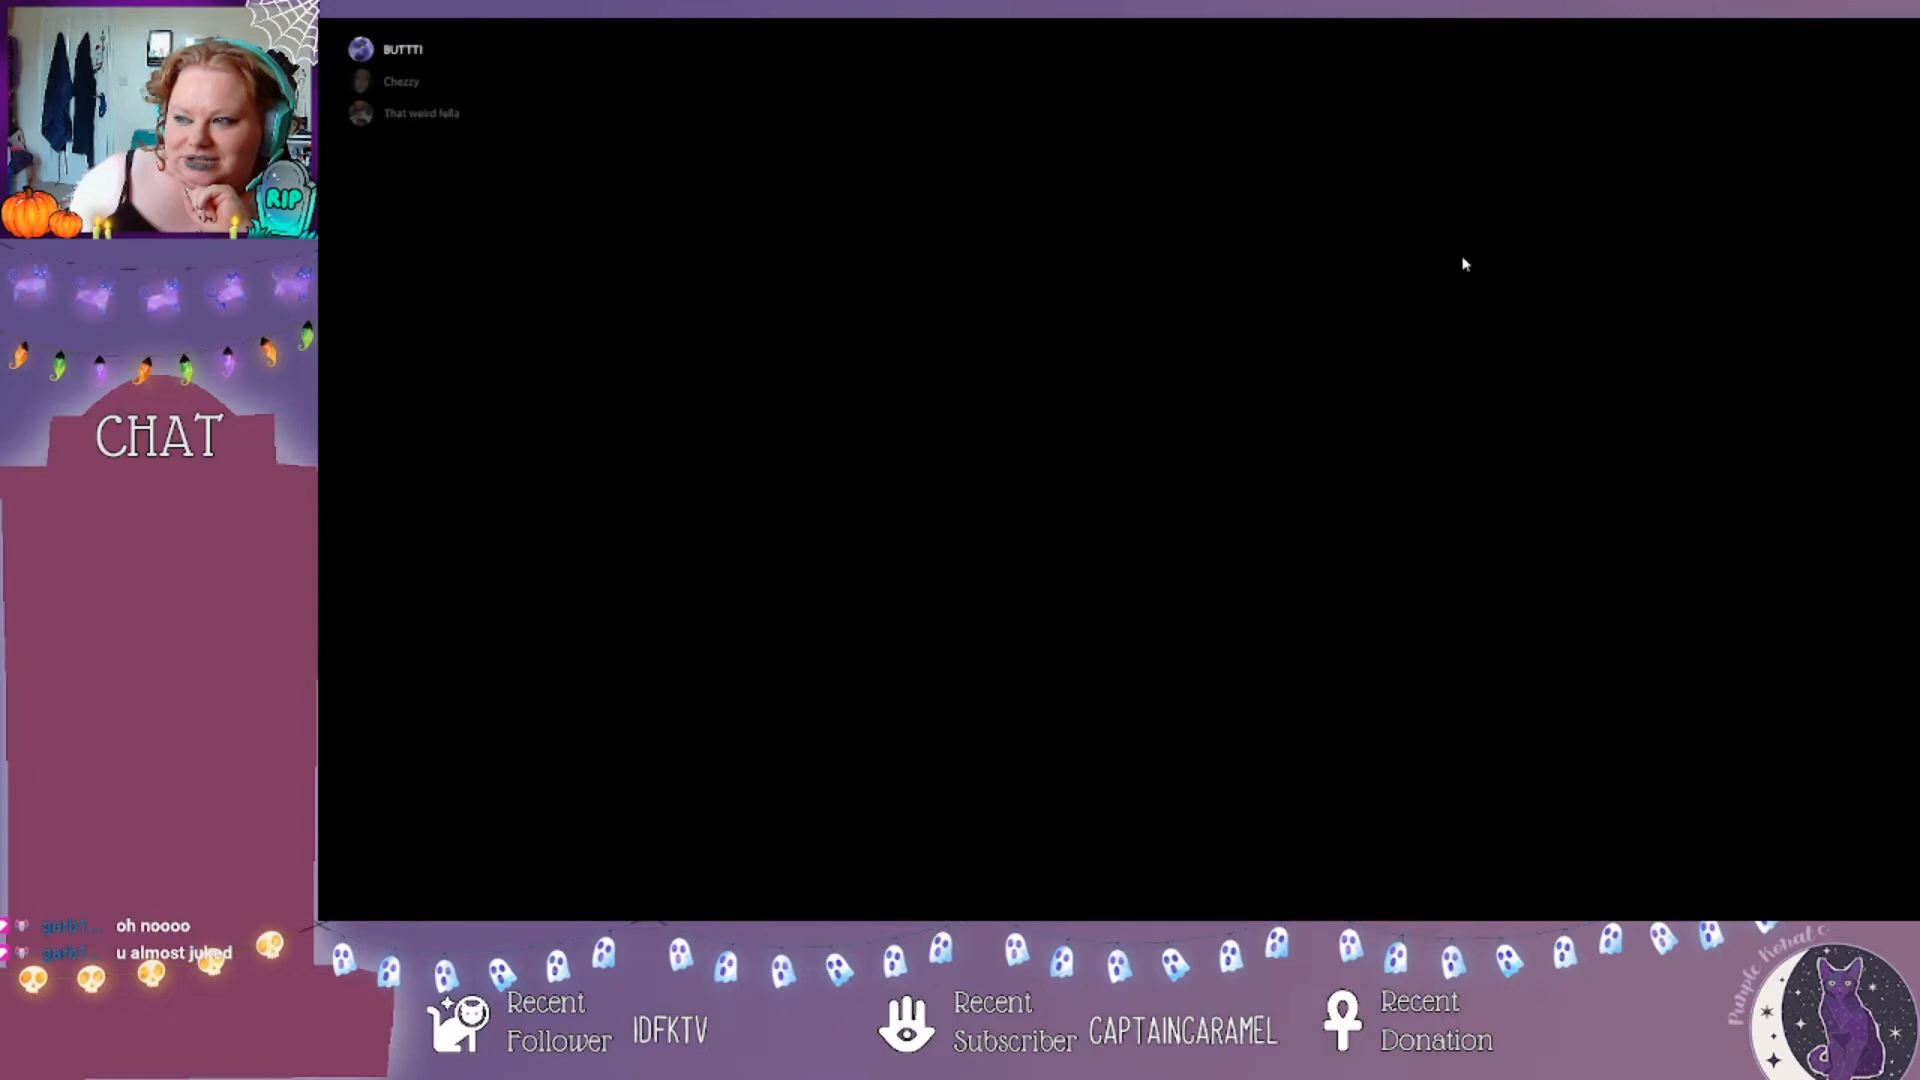 BUTTTI
Chezzy
That weird fella
RIP
CHAT
oh noooo
u almost juked
Recent
Follower
IDFKTV
Recent
Subscriber
CAPTAINCARAMEL
Recent
Donation
Purple